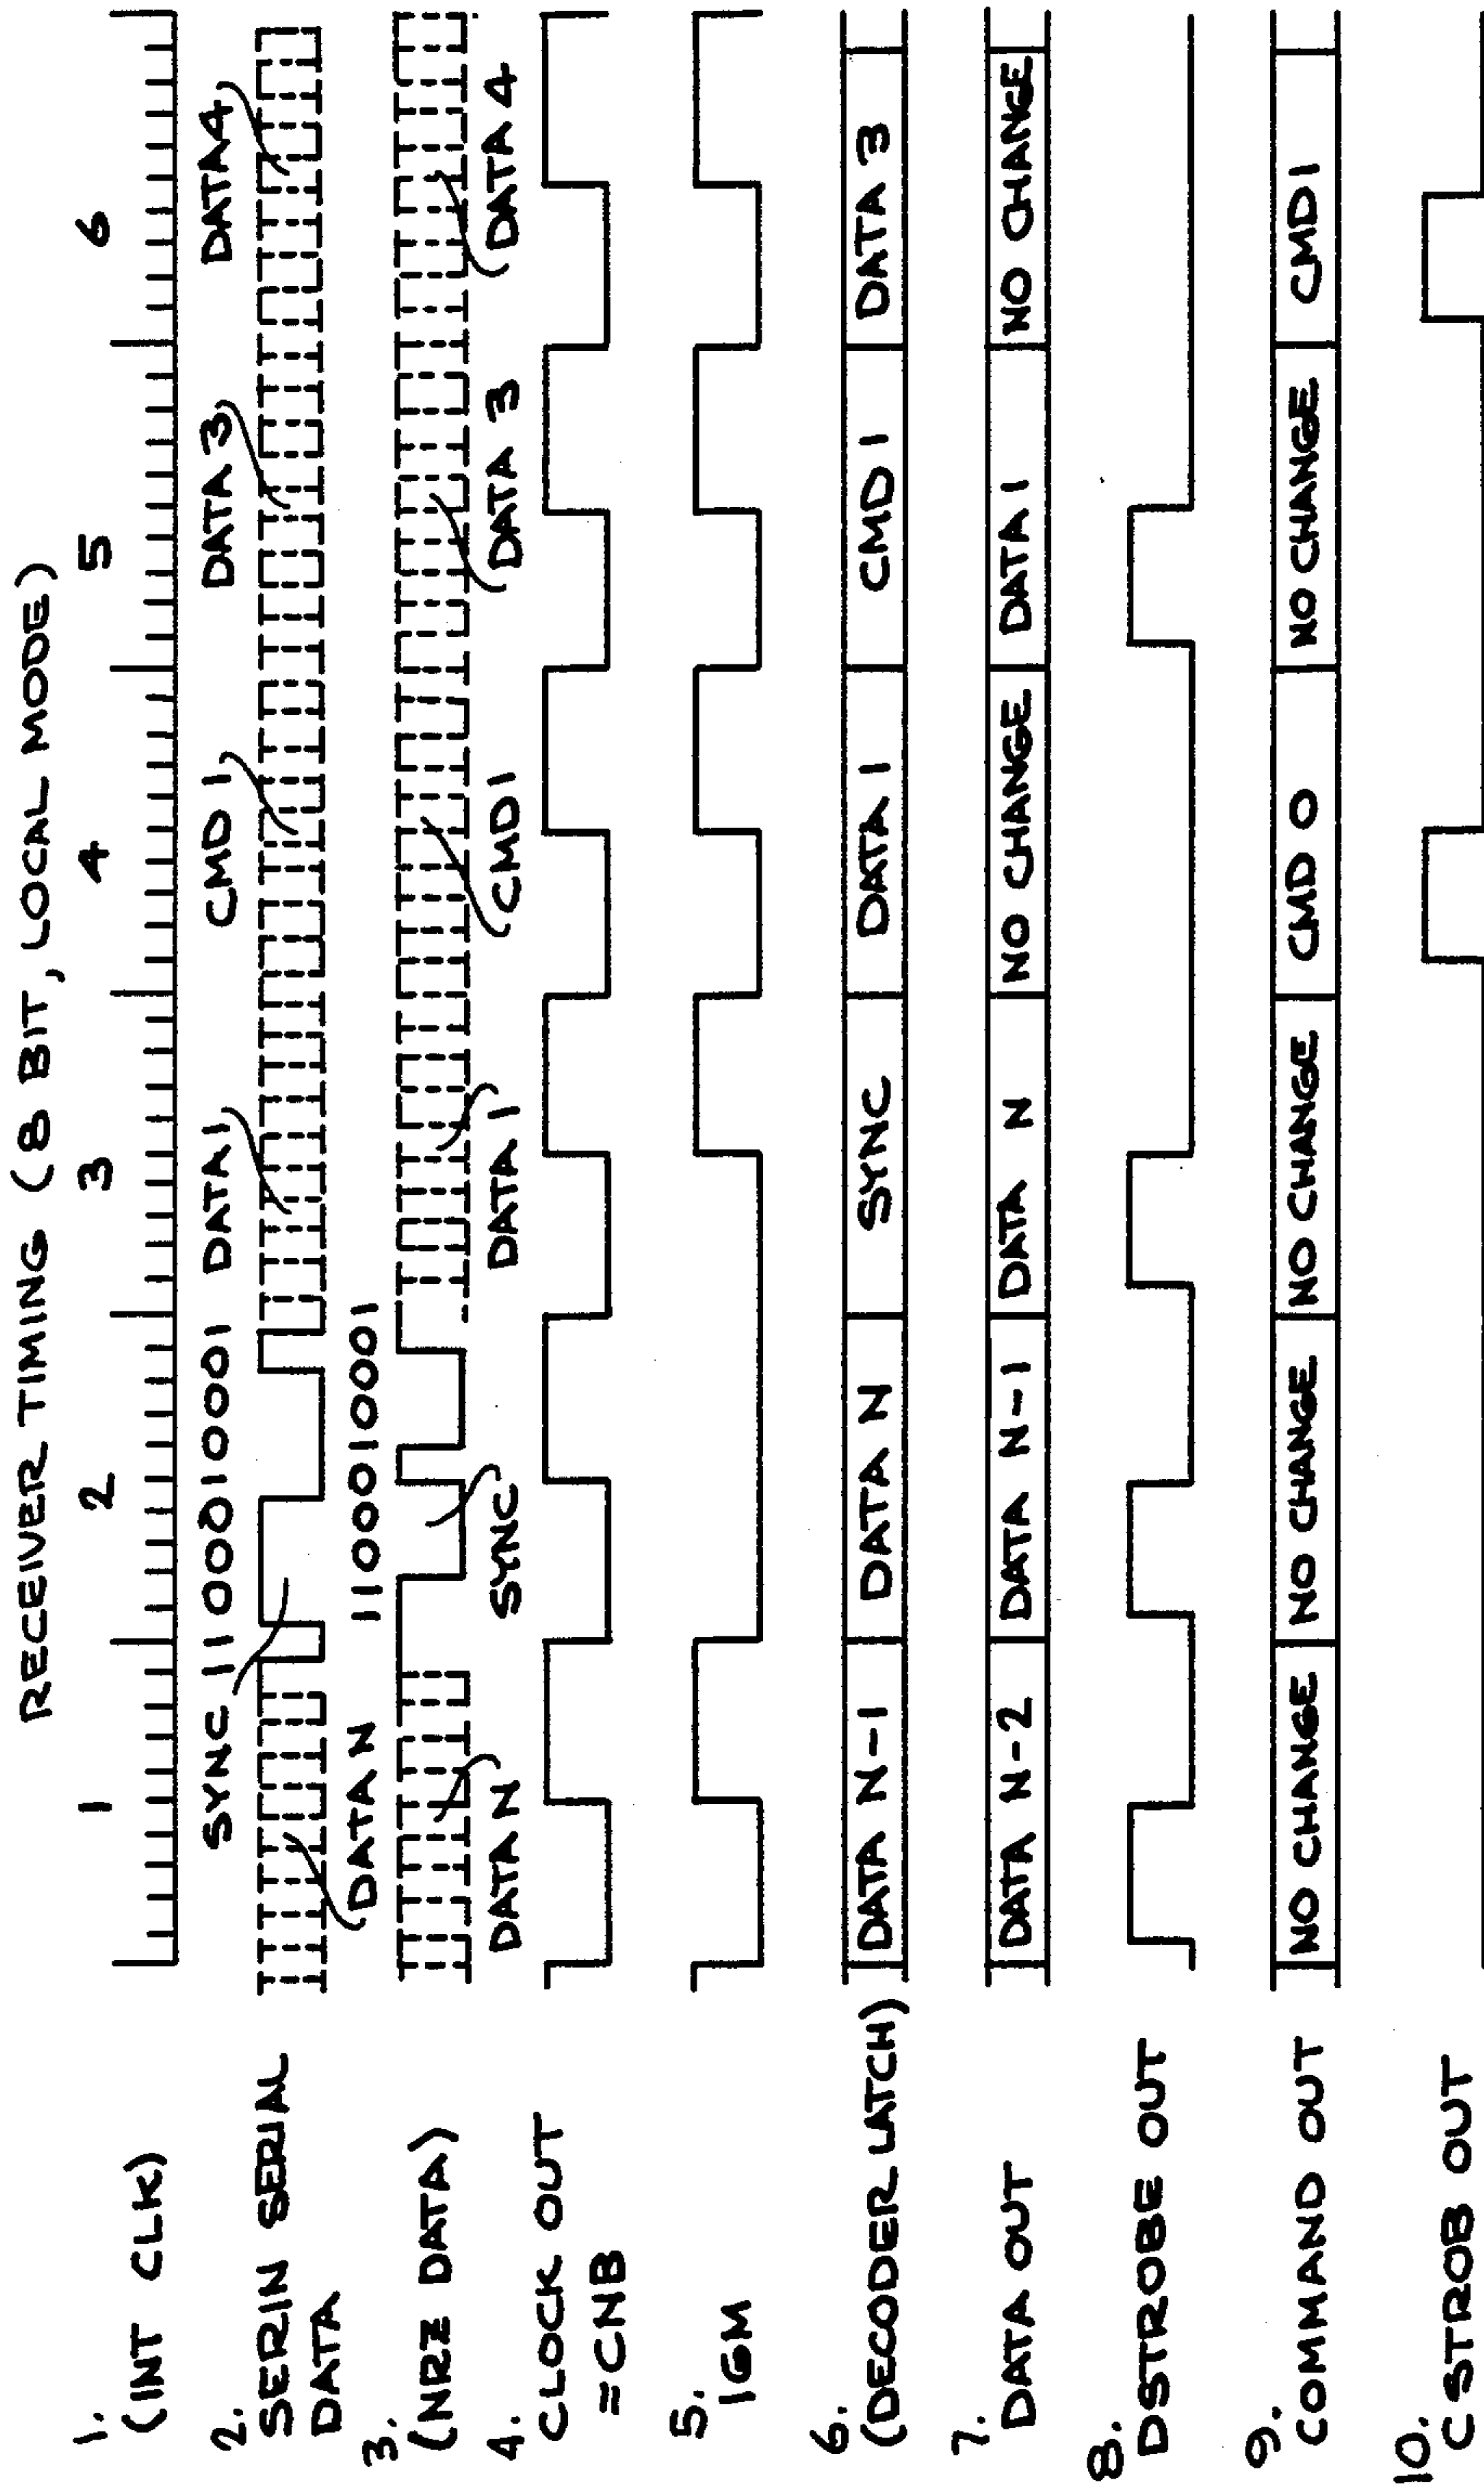 RECEIVER TIMING (8 BIT, LOCAL MODE)
1 2 3 4 5 6
1. (INT CLK)
SYNC 1100010001 DATA1 CMD1 DATA3 DATA4
2. SERIN SERIAL
DATA
DATA N 1100010001
3. (NRZ DATA)
DATA N SYNC DATA 1 CMD1 DATA 3 DATA 4
4. CLOCK OUT
=CNB
5. IGM
6. (DECODER LATCH) DATA N-1 DATA N SYNC DATA 1 CMD 1 DATA 3
7. DATA OUT DATA N-2 DATA N-1 DATA N NO CHANGE DATA 1 NO CHANGE
8. DSTROBE OUT
9. COMMAND OUT NO CHANGE NO CHANGE NO CHANGE CMD 0 NO CHANGE CMD1
10. CSTROB OUT